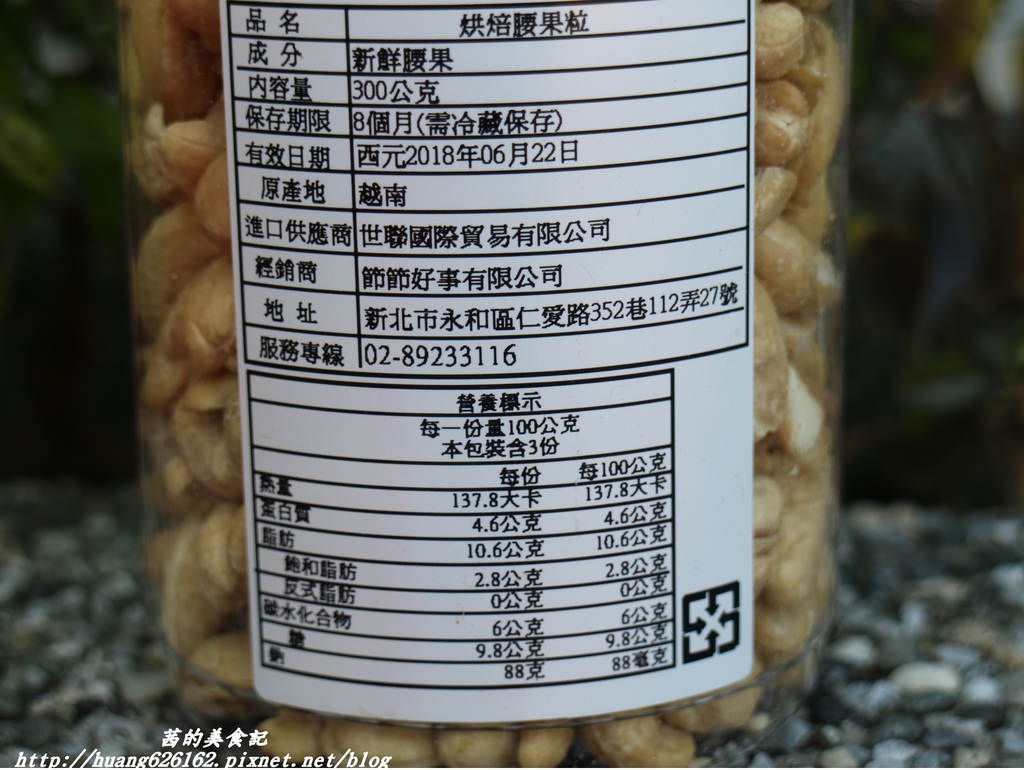 品名 烘焙腰果粒
成分 新鮮腰果
內容量 300公克
保存期限 8個月(需冷藏保存)
有效日期 西元2018年06月22日
原產地 越南
進口供應商 世聯國際貿易有限公司
經銷商 節節好事有限公司
地址 新北市永和區仁愛路352巷112弄27號
服務專線 02-89233116
營養標示
每一份量100公克
本包裝含3份
每份 每100公克
熱量 137.8大卡 137.8大卡
蛋白質 4.6公克 4.6公克
脂肪 10.6公克 10.6公克
飽和脂肪 2.8公克 2.8公克
反式脂肪 0公克 0公克
碳水化合物 6公克 6公克
糖 9.8公克 9.8公克
鈉 88克 88毫克
茜的美食記
http://huang626162.pixnet.net/blog